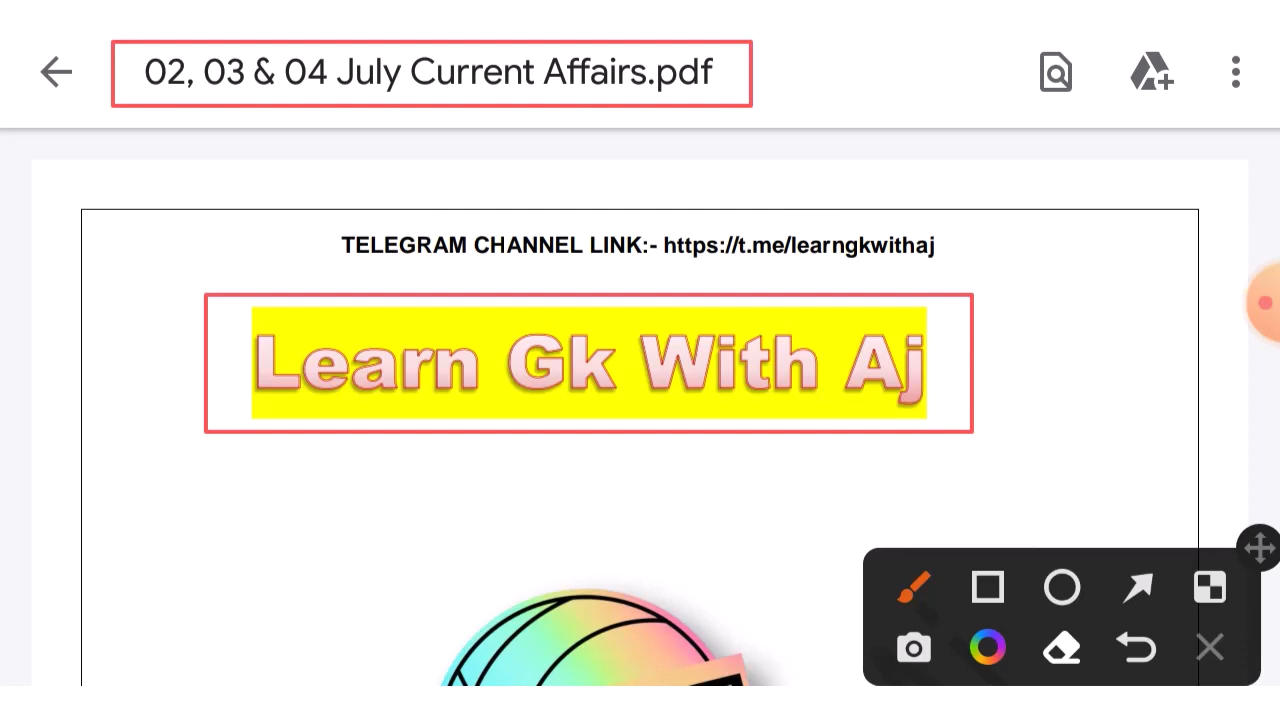 02, 03 & 04 July Current Affairs.pdf
TELEGRAM CHANNEL LINK:- https://t.me/learngkwithaj
Learn Gk With Aj